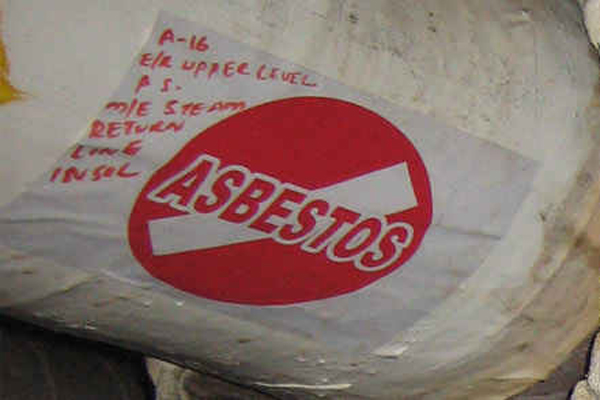 A-16
E/R UPPER LEVEL
P S.
M/E STEAM
RETURN
LINE
INSUL
ASBESTOS